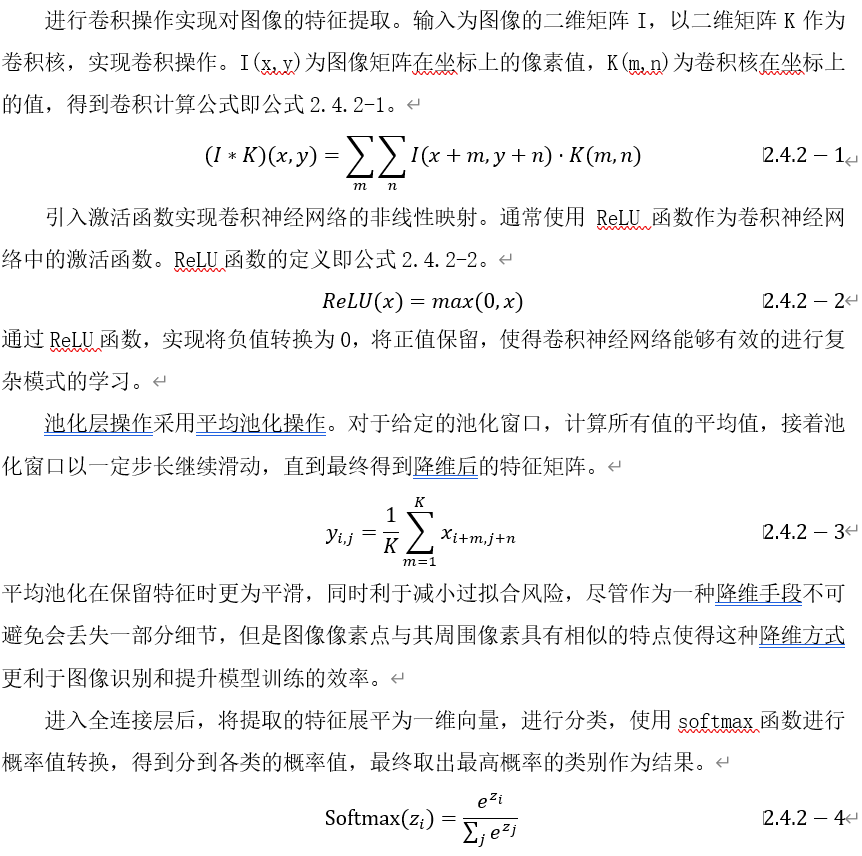 进行卷积操作实现对图像的特征提取。输入为图像的二维矩阵 I，以二维矩阵 K 作为
卷积核，实现卷积操作。I(x,y)为图像矩阵在坐标上的像素值，K(m,n)为卷积核在坐标上
的值，得到卷积计算公式即公式 2.4.2-1。↵
(I ∗ K)(x, y) = ∑_m ∑_n I(x + m, y + n) · K(m, n) 2.4.2 − 1↵
引入激活函数实现卷积神经网络的非线性映射。通常使用 ReLU 函数作为卷积神经网
络中的激活函数。ReLU 函数的定义即公式 2.4.2-2。↵
ReLU(x) = max(0, x) 2.4.2 − 2↵
通过 ReLU 函数，实现将负值转换为 0，将正值保留，使得卷积神经网络能够有效的进行复
杂模式的学习。↵
池化层操作采用平均池化操作。对于给定的池化窗口，计算所有值的平均值，接着池
化窗口以一定步长继续滑动，直到最终得到降维后的特征矩阵。↵
y_{i,j} = \frac{1}{K} ∑_{m=1}^{K} x_{i+m,j+n} 2.4.2 − 3↵
平均池化在保留特征时更为平滑，同时利于减小过拟合风险，尽管作为一种降维手段不可
避免会丢失一部分细节，但是图像像素点与其周围像素具有相似的特点使得这种降维方式
更利于图像识别和提升模型训练的效率。↵
进入全连接层后，将提取的特征展平为一维向量，进行分类，使用 softmax 函数进行
概率值转换，得到分到各类的概率值，最终取出最高概率的类别作为结果。↵
Softmax(z_i) = \frac{e^{z_i}}{∑_j e^{z_j}} 2.4.2 − 4↵